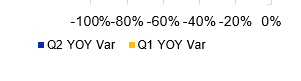 -100% -80% -60% -40% -20% 0%
Q2 YOY Var Q1 YOY Var